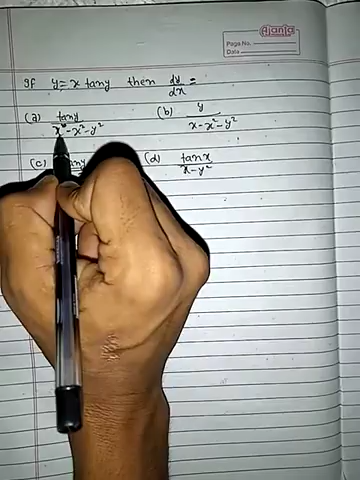 Ajanta
Page No.
Date
If y = x tany then dy/dx =
(a) tany/x - x² - y² (b) y/x - x² - y²
(c) (d) tanx/x - y²